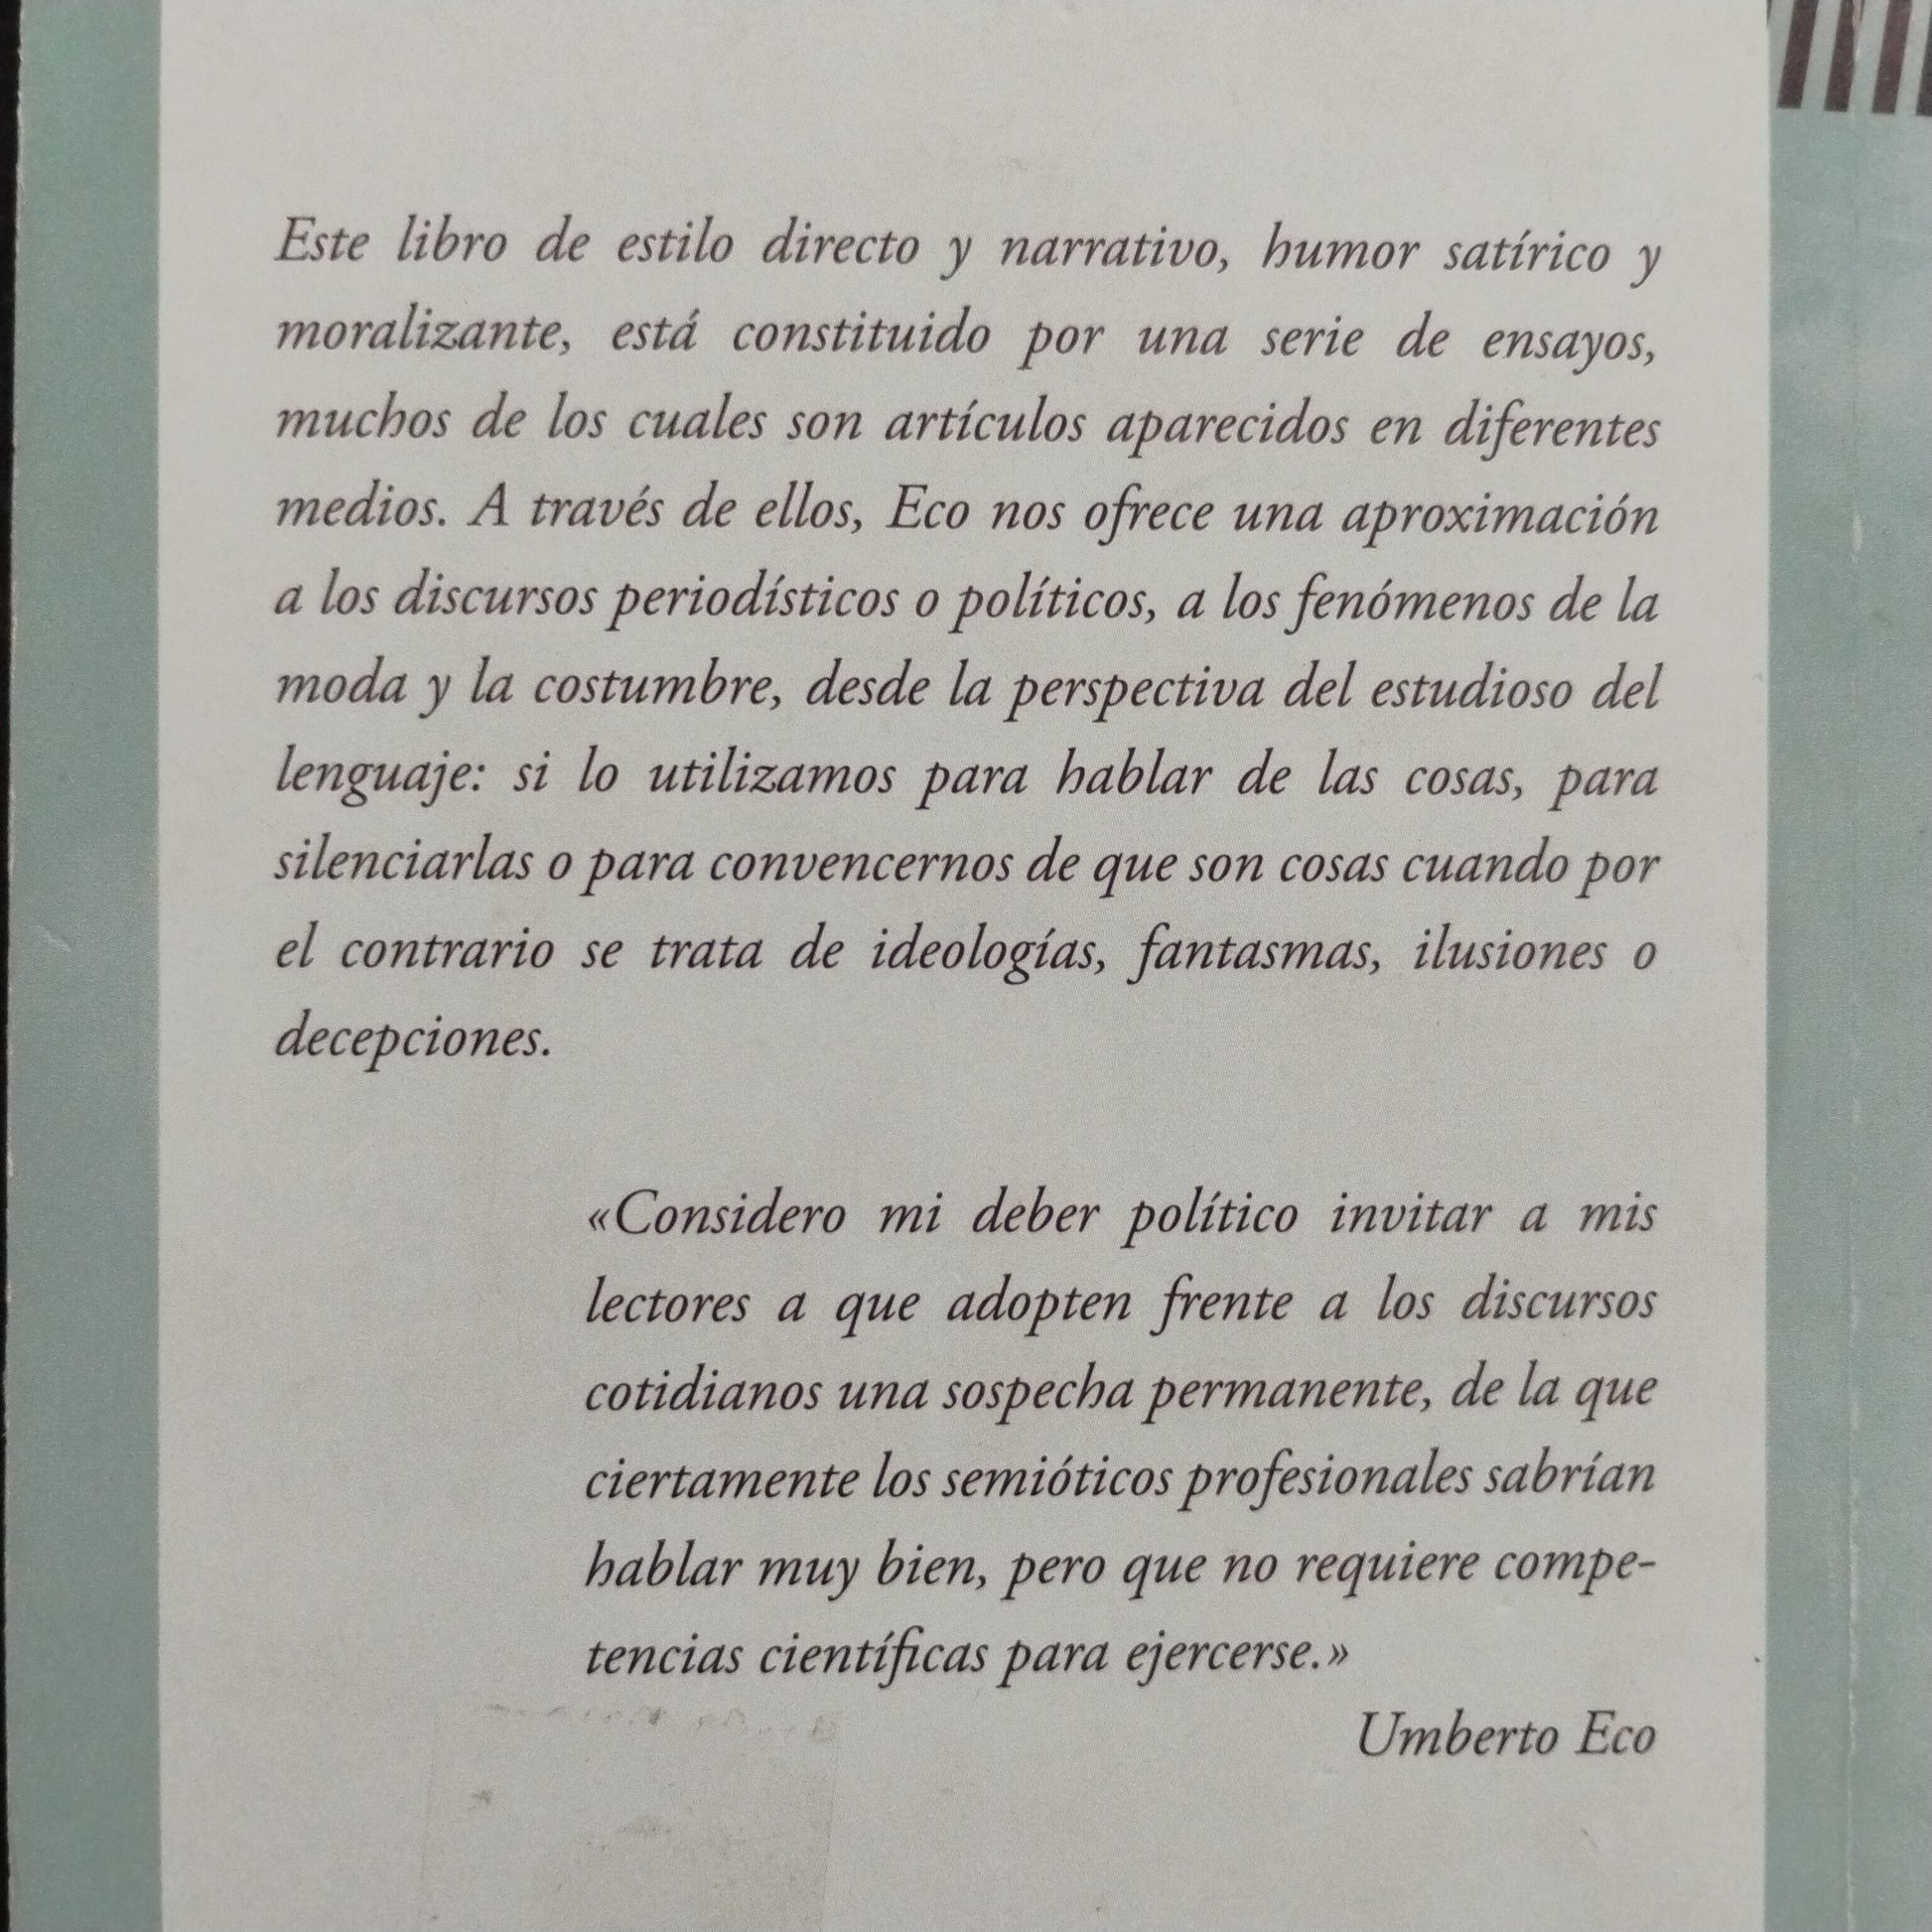 Este libro de estilo directo y narrativo, humor satírico y
moralizante, está constituido por una serie de ensayos,
muchos de los cuales son artículos aparecidos en diferentes
medios. A través de ellos, Eco nos ofrece una aproximación
a los discursos periodísticos o políticos, a los fenómenos de la
moda y la costumbre, desde la perspectiva del estudioso del
lenguaje: si lo utilizamos para hablar de las cosas, para
silenciarlas o para convencernos de que son cosas cuando por
el contrario se trata de ideologías, fantasmas, ilusiones o
decepciones.
«Considero mi deber político invitar a mis
lectores a que adopten frente a los discursos
cotidianos una sospecha permanente, de la que
ciertamente los semióticos profesionales sabrían
hablar muy bien, pero que no requiere compe-
tencias científicas para ejercerse.»
Umberto Eco